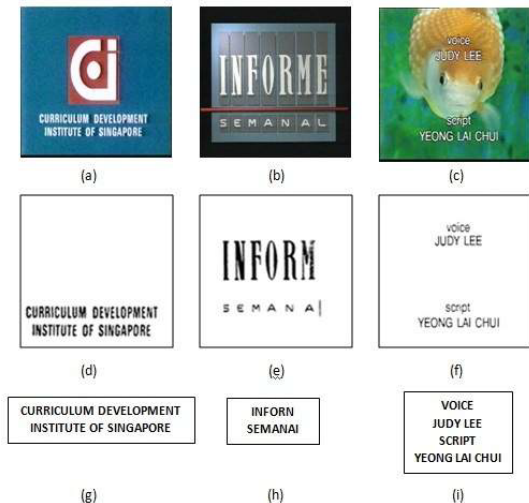 CURRICULUM DEVELOPMENT
INSTITUTE OF SINGAPORE
INFORME
SEMANAL
voice
JUDY LEE
script
YEONG LAI CHUI
(a)
(b)
(c)
CURRICULUM DEVELOPMENT
INSTITUTE OF SINGAPORE
INFORM
SEMANA|
voice
JUDY LEE
script
YEONG LAI CHUI
(d)
(e)
(f)
CURRICULUM DEVELOPMENT
INSTITUTE OF SINGAPORE
INFORN
SEMANAI
VOICE
JUDY LEE
SCRIPT
YEONG LAI CHUI
(g)
(h)
(i)